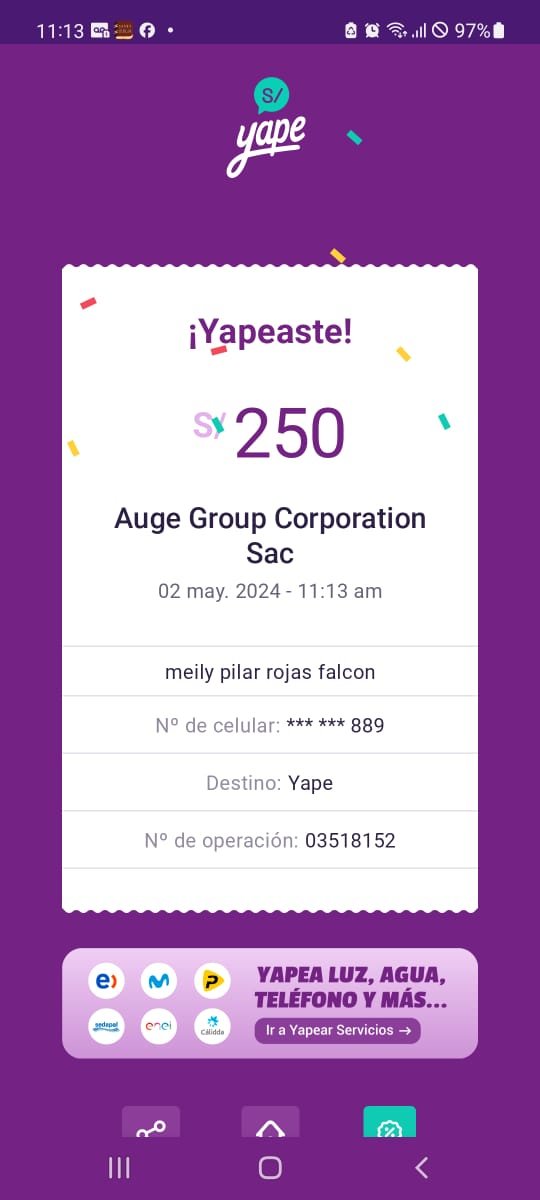 11:13
97%
S/
yape
¡Yapeaste!
S/ 250
Auge Group Corporation
Sac
02 may. 2024 - 11:13 am
meily pilar rojas falcon
Nº de celular: *** *** 889
Destino: Yape
Nº de operación: 03518152
YAPEA LUZ, AGUA,
TELÉFONO Y MÁS...
sedapal enel Cálidda
Ir a Yapear Servicios →